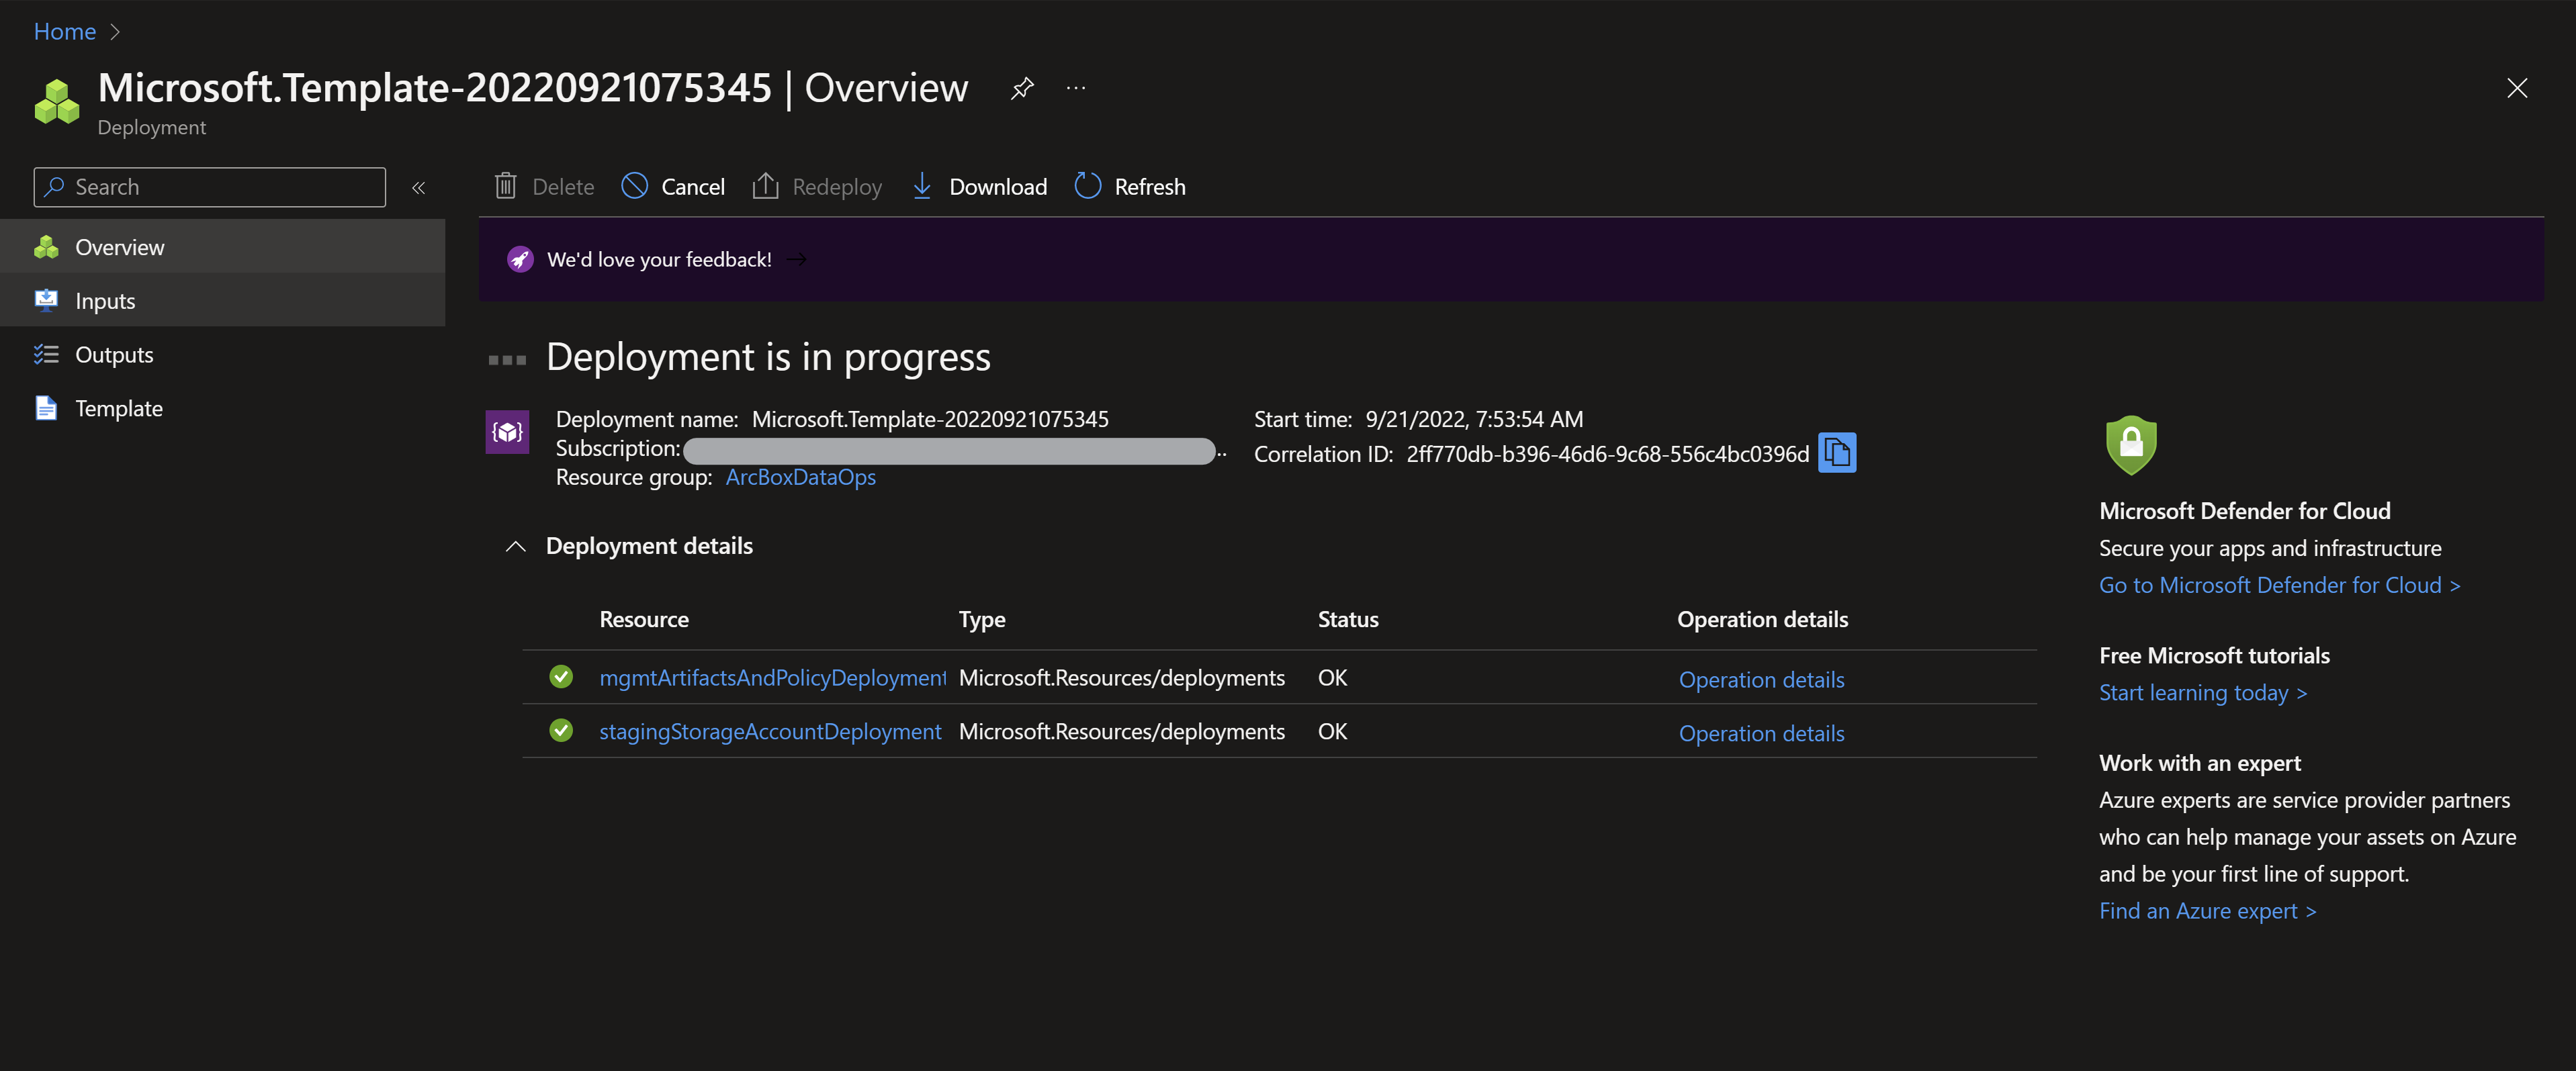 Home
Microsoft.Template-20220921075345 | Overview
Deployment
Search
Overview
Inputs
Outputs
Template
Delete Cancel Redeploy Download Refresh
We'd love your feedback!
Deployment is in progress
Deployment name: Microsoft.Template-20220921075345
Subscription: ..
Resource group: ArcBoxDataOps
Start time: 9/21/2022, 7:53:54 AM
Correlation ID: 2ff770db-b396-46d6-9c68-556c4bc0396d
Deployment details
Resource Type Status Operation details
mgmtArtifactsAndPolicyDeployment Microsoft.Resources/deployments OK Operation details
stagingStorageAccountDeployment Microsoft.Resources/deployments OK Operation details
Microsoft Defender for Cloud
Secure your apps and infrastructure
Go to Microsoft Defender for Cloud >
Free Microsoft tutorials
Start learning today >
Work with an expert
Azure experts are service provider partners
who can help manage your assets on Azure
and be your first line of support.
Find an Azure expert >